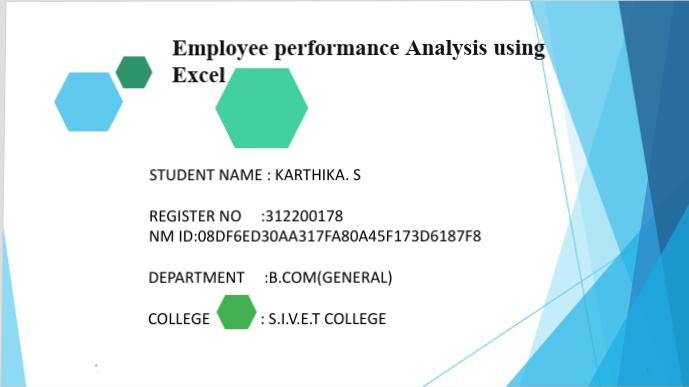 Employee performance Analysis using
Excel
STUDENT NAME : KARTHIKA. S
REGISTER NO :312200178
NM ID:08DF6ED30AA317FA80A45F173D6187F8
DEPARTMENT :B.COM(GENERAL)
COLLEGE : S.I.V.E.T COLLEGE